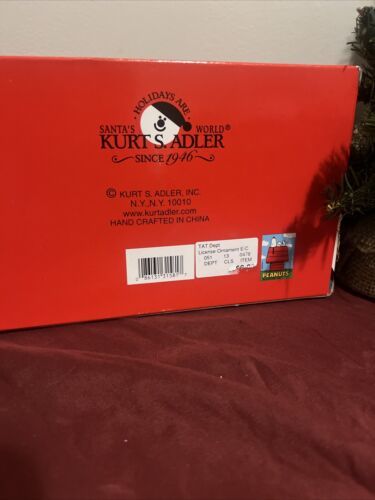 HOLIDAYS ARE
SANTA'S WORLD®
KURT S. ADLER
SINCE 1946
© KURT S. ADLER, INC.
N.Y., N.Y. 10010
www.kurtadler.com
HAND CRAFTED IN CHINA
TAT Dept
License Ornament E-C
051 13 0478
DEPT CLS ITEM
PEANUTS